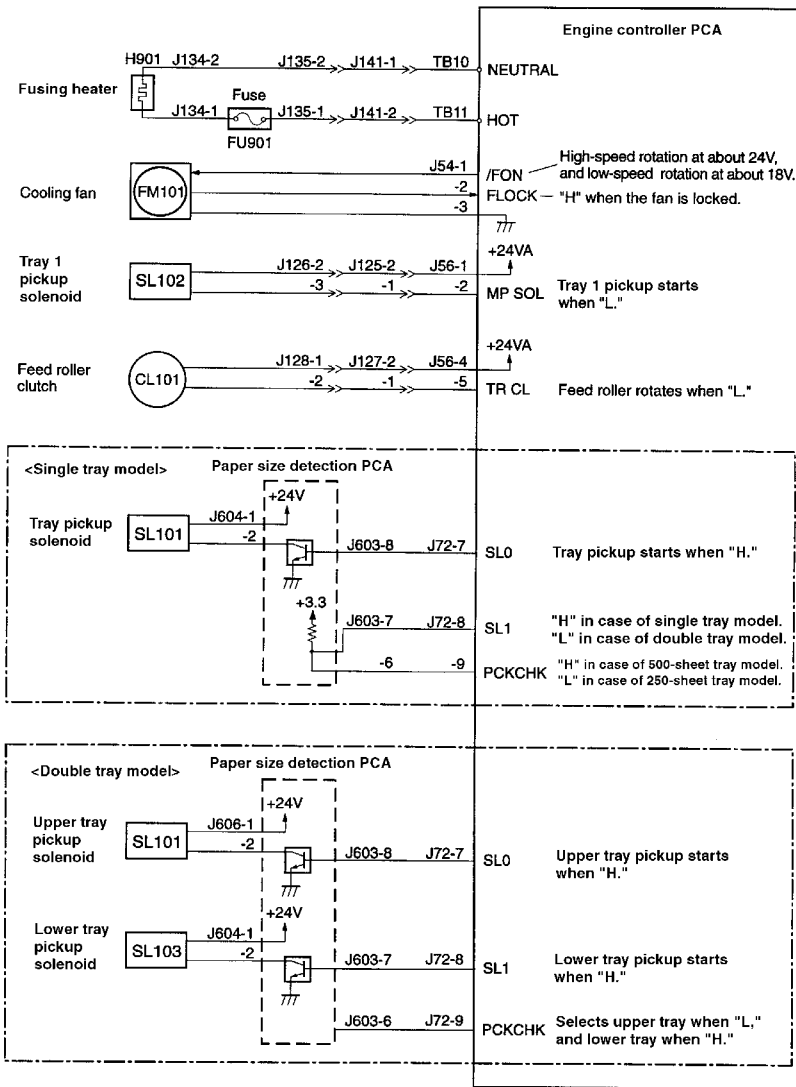 Engine controller PCA
H901 J134-2 J135-2 J141-1 TB10 NEUTRAL
Fusing heater
Fuse
J134-1 J135-1 J141-2 TB11 HOT
FU901
J54-1 /FON High-speed rotation at about 24V,
and low-speed rotation at about 18V.
Cooling fan FM101 -2 FLOCK "H" when the fan is locked.
-3
+24VA
Tray 1
pickup
solenoid
SL102 J126-2 J125-2 J56-1
-3 -1 -2 MP SOL Tray 1 pickup starts
when "L."
+24VA
Feed roller
clutch
CL101 J128-1 J127-2 J56-4
-2 -1 -5 TR CL Feed roller rotates when "L."
<Single tray model> Paper size detection PCA
+24V
Tray pickup
solenoid
SL101 J604-1
-2
J603-8 J72-7 SL0 Tray pickup starts when "H."
+3.3
J603-7 J72-8 SL1 "H" in case of single tray model.
"L" in case of double tray model.
-6 -9 PCKCHK "H" in case of 500-sheet tray model.
"L" in case of 250-sheet tray model.
<Double tray model> Paper size detection PCA
+24V
Upper tray
pickup
solenoid
SL101 J606-1
-2
J603-8 J72-7 SL0 Upper tray pickup starts
when "H."
+24V
Lower tray
pickup
solenoid
SL103 J604-1
-2
J603-7 J72-8 SL1 Lower tray pickup starts
when "H."
J603-6 J72-9 PCKCHK Selects upper tray when "L,"
and lower tray when "H."